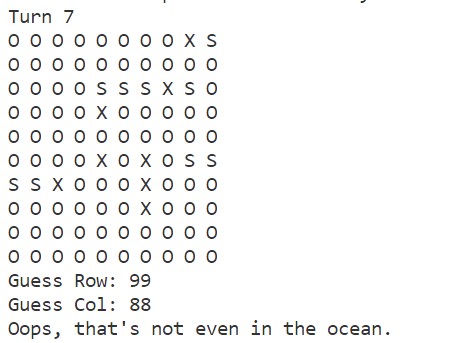 Turn 7
O O O O O O O O X S
O O O O O O O O O O
O O O O S S S X S O
O O O O X O O O O O
O O O O O O O O O O
O O O O X O X O S S
S S X O O O X O O O
O O O O O O X O O O
O O O O O O O O O O
O O O O O O O O O O
Guess Row: 99
Guess Col: 88
Oops, that's not even in the ocean.